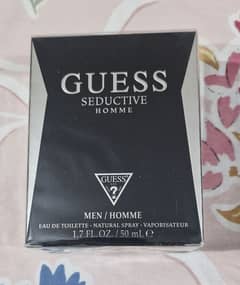 GUESS
SEDUCTIVE
HOMME
GUESS
?
MEN / HOMME
EAU DE TOILETTE • NATURAL SPRAY • VAPORISATEUR
1.7 FL. OZ. / 50 mL ℮